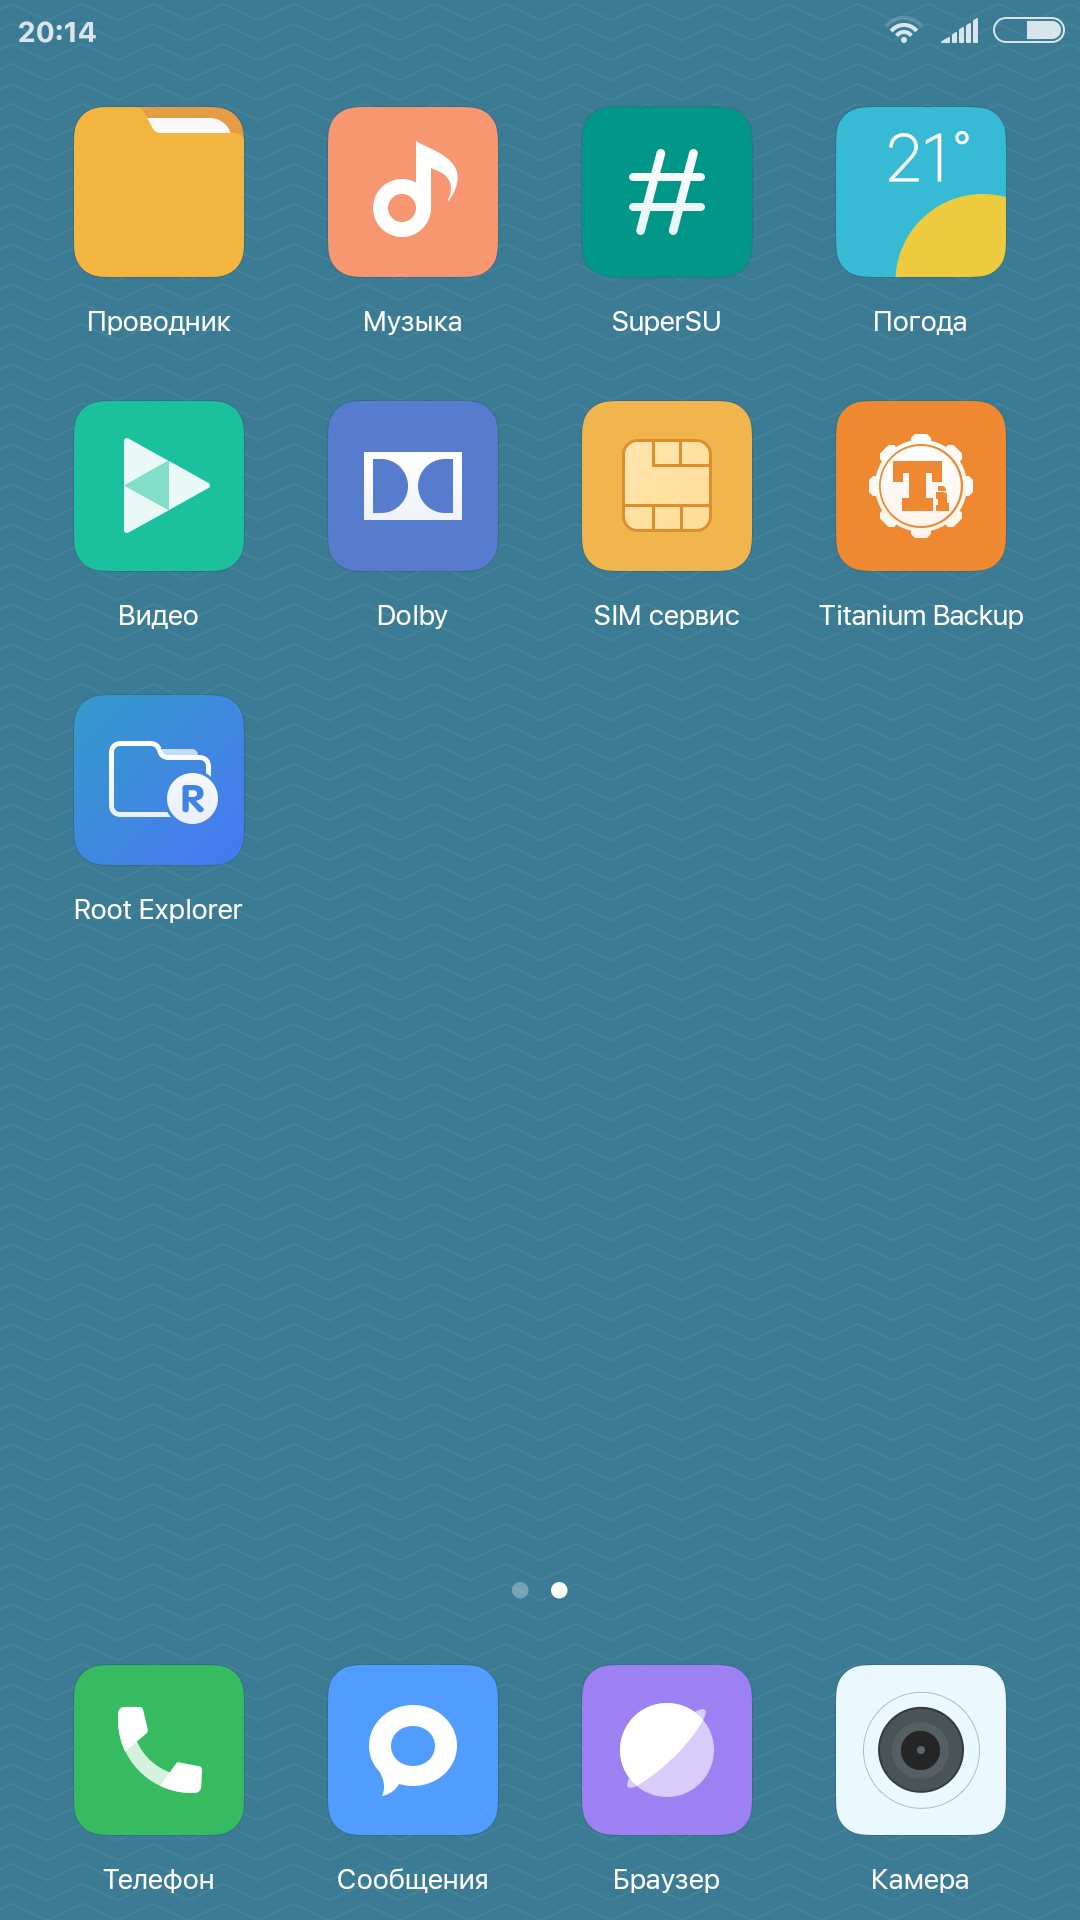 20:14
21°
Проводник
Музыка
SuperSU
Погода
Видео
Dolby
SIM сервис
Titanium Backup
R
Root Explorer
Телефон
Сообщения
Браузер
Камера